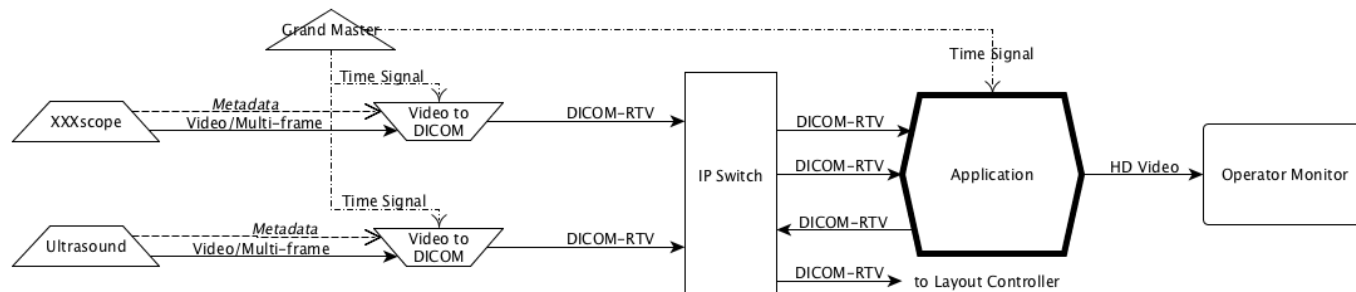 Grand Master
Time Signal
Time Signal
Metadata
XXXscope
Video/Multi-frame
Video to
DICOM
DICOM-RTV
DICOM-RTV
IP Switch
DICOM-RTV
Application
HD Video
Operator Monitor
Time Signal
Metadata
Ultrasound
Video/Multi-frame
Video to
DICOM
DICOM-RTV
DICOM-RTV
DICOM-RTV
to Layout Controller